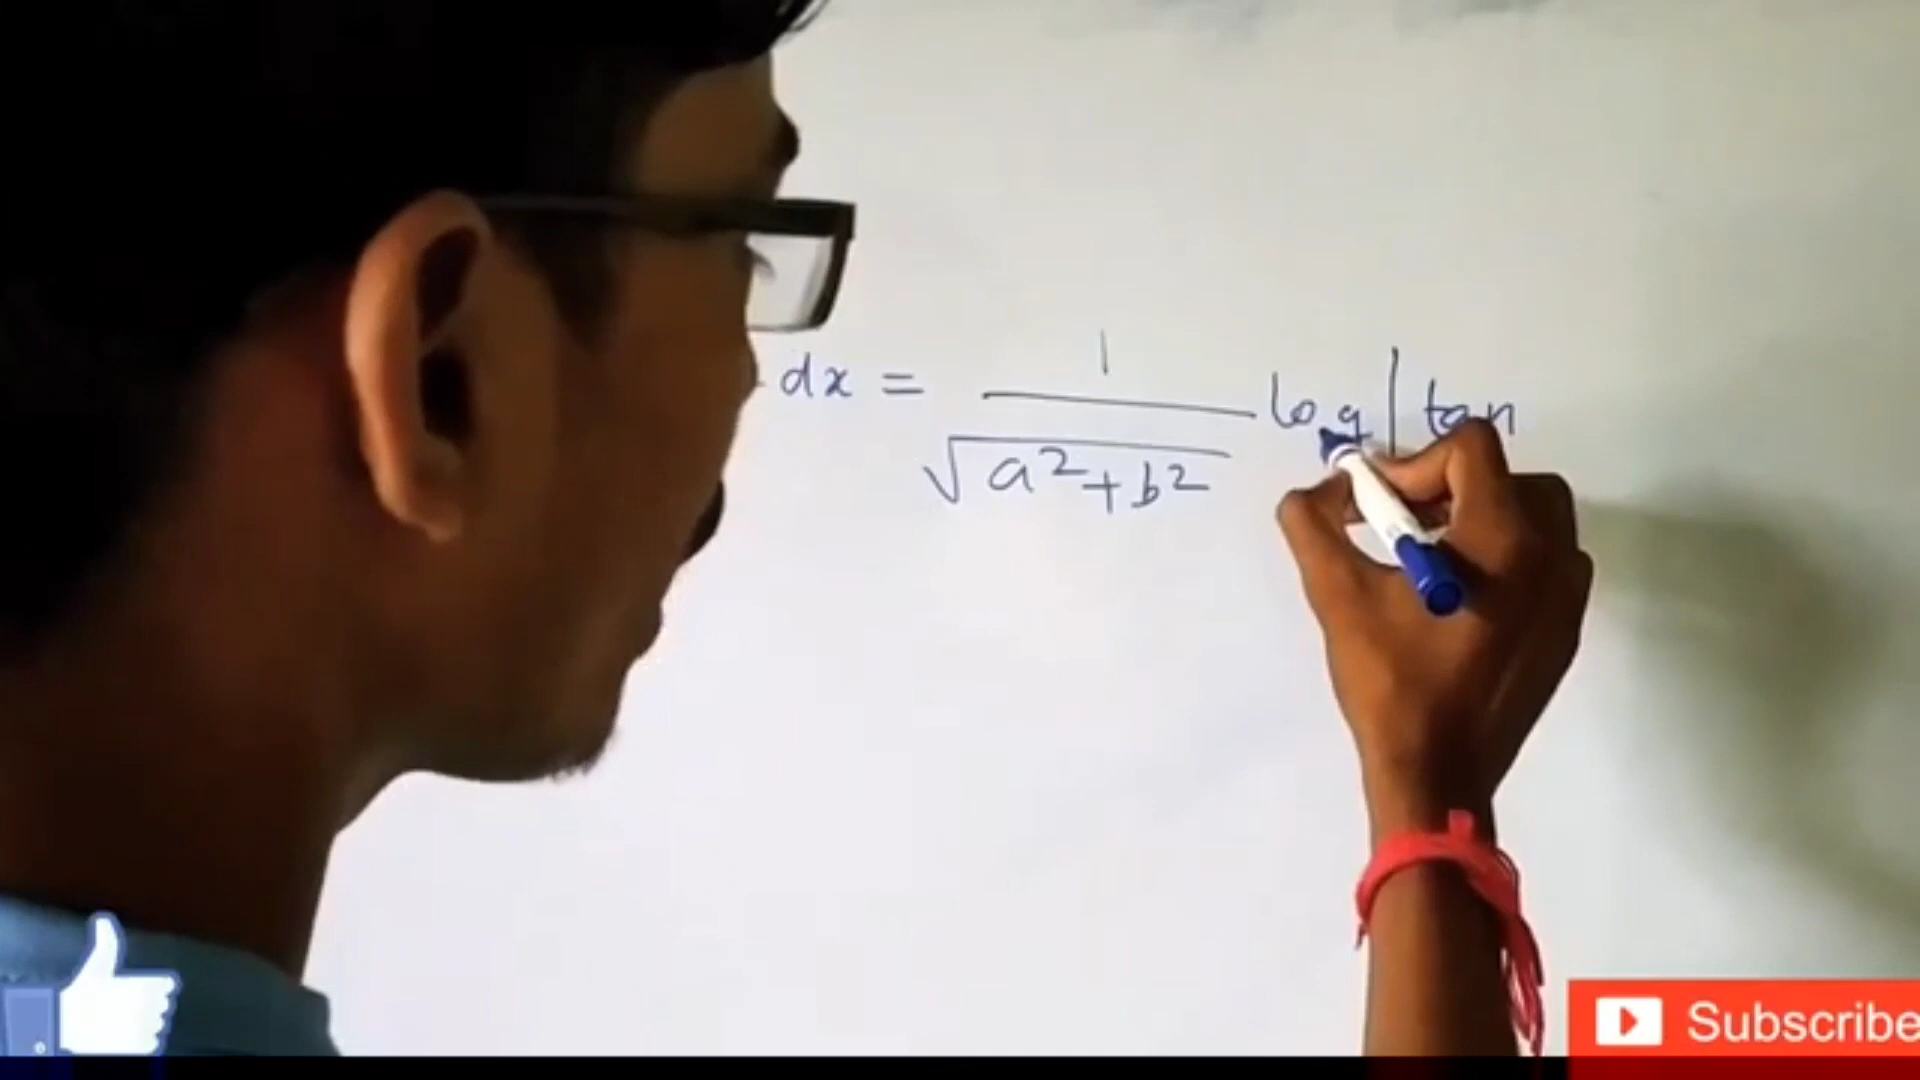 dx = 1 / √a²+b² log | tan
Subscribe